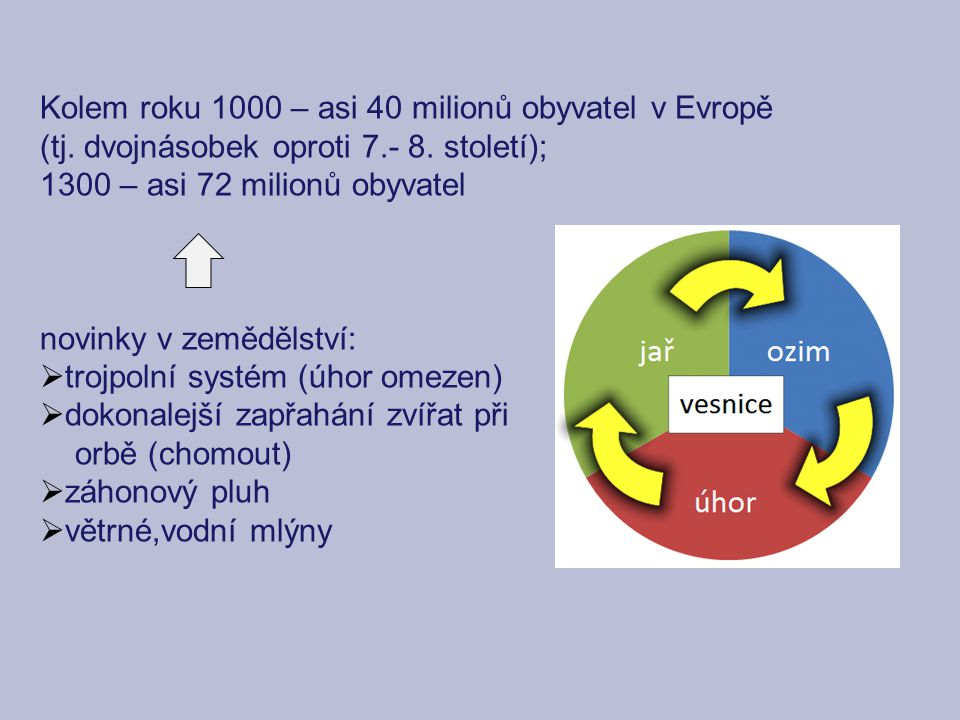 Kolem roku 1000 – asi 40 milionů obyvatel v Evropě
(tj. dvojnásobek oproti 7.- 8. století);
1300 – asi 72 milionů obyvatel
novinky v zemědělství:
➢trojpolní systém (úhor omezen)
➢dokonalejší zapřahání zvířat při
orbě (chomout)
➢záhonový pluh
➢větrné,vodní mlýny
jař
ozim
vesnice
úhor